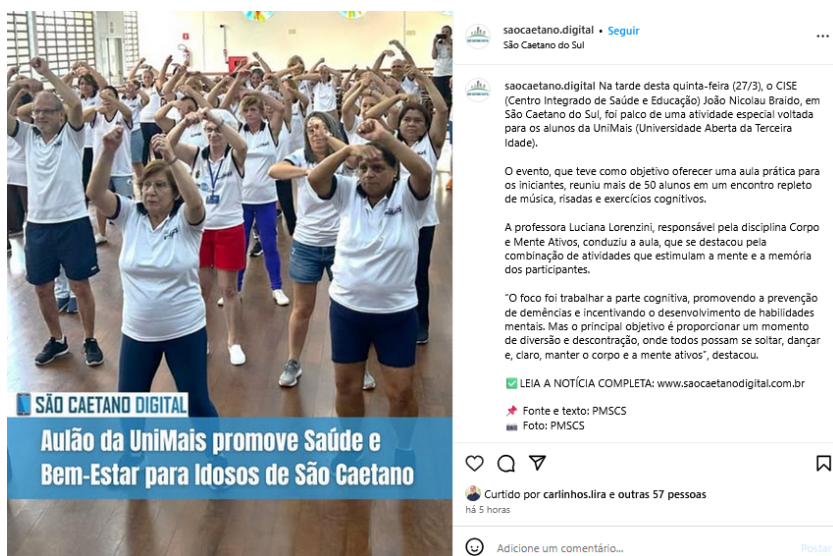 SÃO CAETANO DIGITAL
Aulão da UniMais promove Saúde e
Bem-Estar para Idosos de São Caetano
saocaetano.digital • Seguir
São Caetano do Sul
saocaetano.digital Na tarde desta quinta-feira (27/3), o CISE
(Centro Integrado de Saúde e Educação) João Nicolau Braido, em
São Caetano do Sul, foi palco de uma atividade especial voltada
para os alunos da UniMais (Universidade Aberta da Terceira
Idade).
O evento, que teve como objetivo oferecer uma aula prática para
os iniciantes, reuniu mais de 50 alunos em um encontro repleto
de música, risadas e exercícios cognitivos.
A professora Luciana Lorenzini, responsável pela disciplina Corpo
e Mente Ativos, conduziu a aula, que se destacou pela
combinação de atividades que estimulam a mente e a memória
dos participantes.
"O foco foi trabalhar a parte cognitiva, promovendo a prevenção
de demências e incentivando o desenvolvimento de habilidades
mentais. Mas o principal objetivo é proporcionar um momento
de diversão e descontração, onde todos possam se soltar, dançar
e, claro, manter o corpo e a mente ativos", destacou.
✅ LEIA A NOTÍCIA COMPLETA: www.saocaetanodigital.com.br
📌 Fonte e texto: PMSCS
📷 Foto: PMSCS
Curtido por carlinhos.lira e outras 57 pessoas
há 5 horas
Adicione um comentário...
Postar